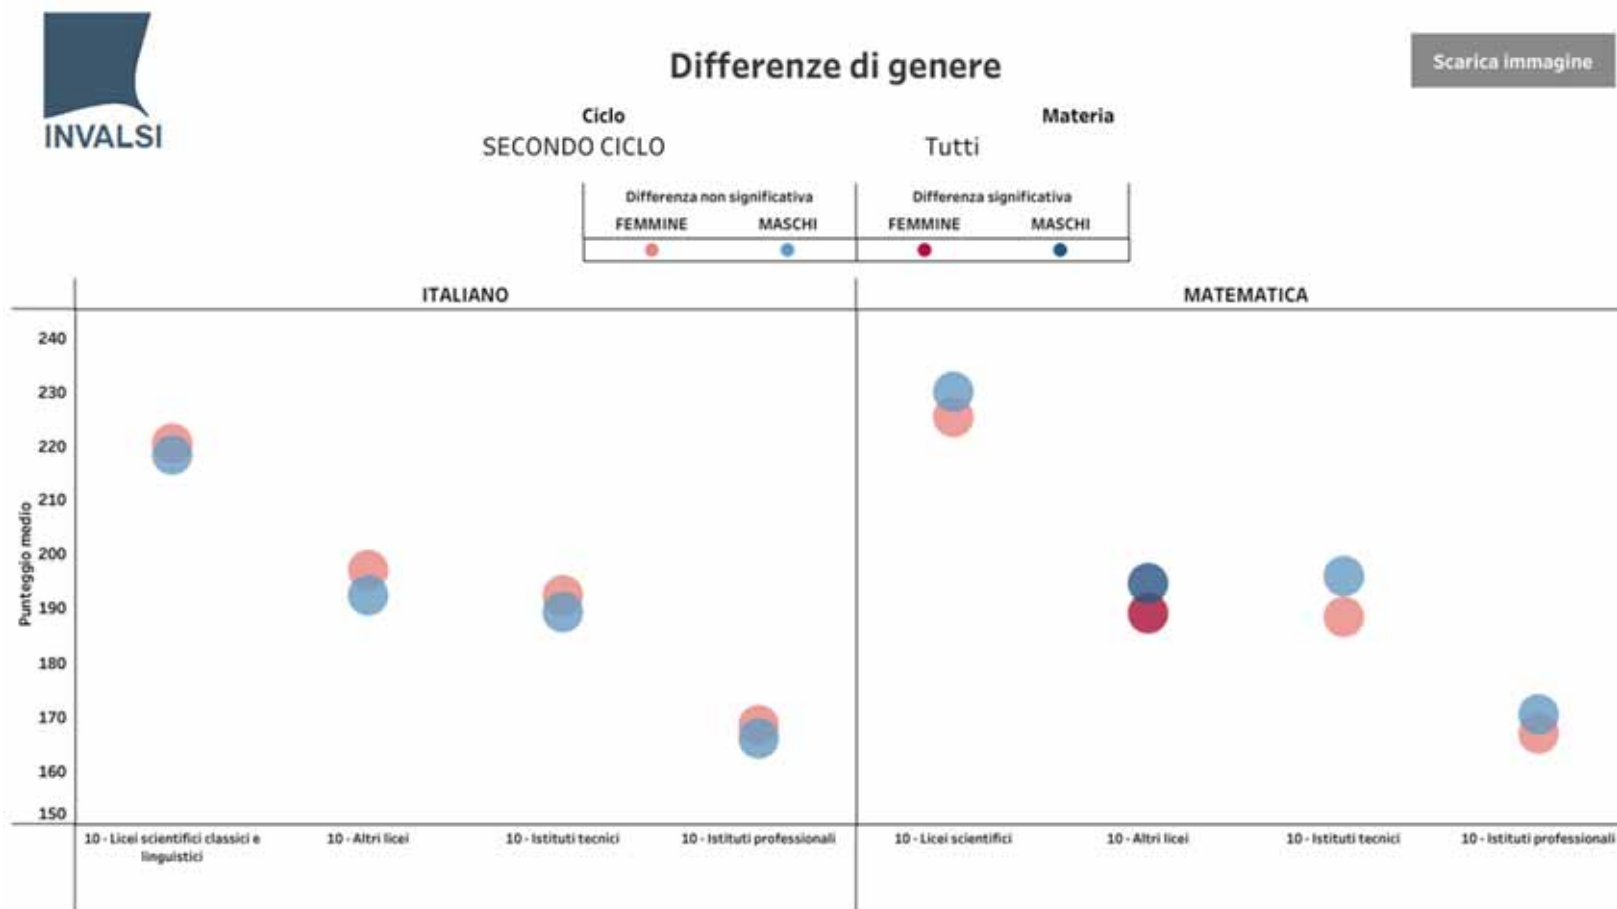 INVALSI
Differenze di genere
Scarica immagine
Ciclo
Materia
SECONDO CICLO
Tutti
Differenza non significativa
Differenza significativa
FEMMINE
MASCHI
FEMMINE
MASCHI
ITALIANO
MATEMATICA
Punteggio medio
240
230
220
210
200
190
180
170
160
150
10 - Licei scientifici classici e
linguistici
10 - Altri licei
10 - Istituti tecnici
10 - Istituti professionali
10 - Licei scientifici
10 - Altri licei
10 - Istituti tecnici
10 - Istituti professionali